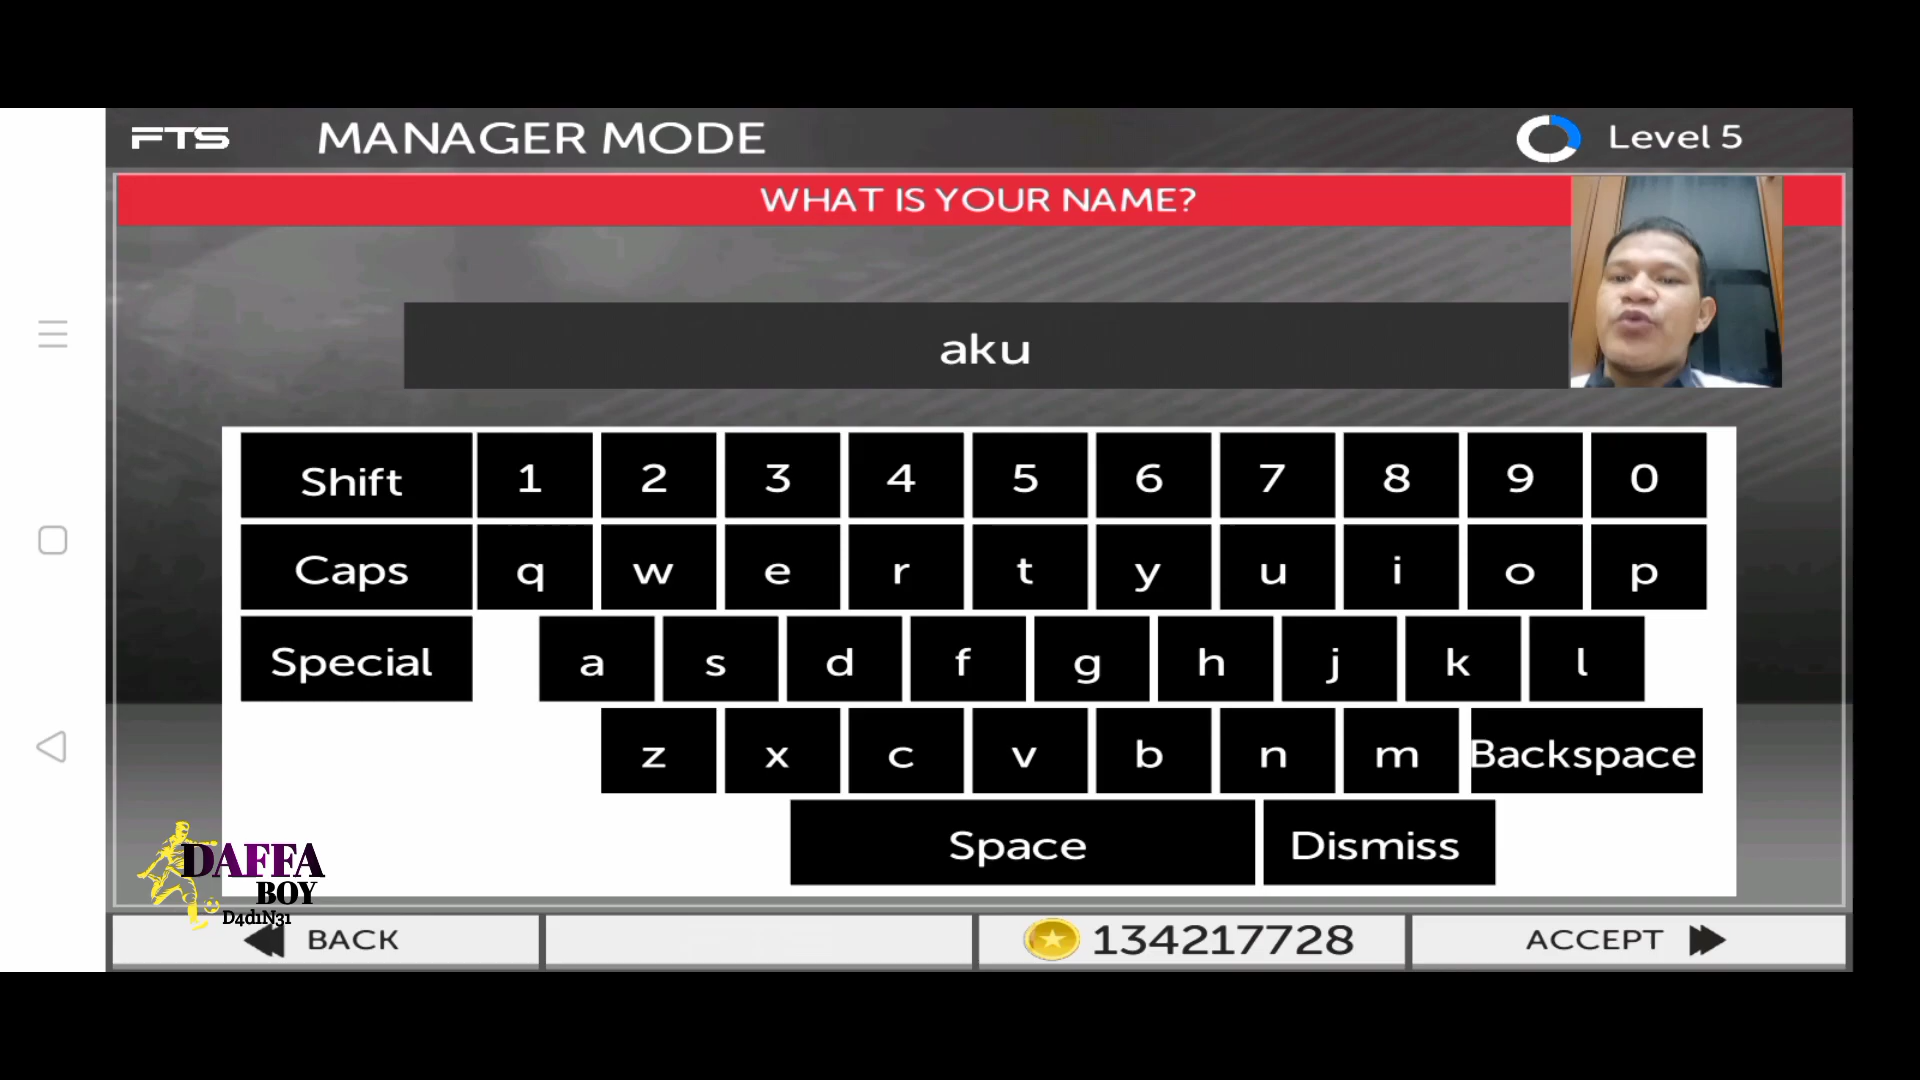 FTS MANAGER MODE Level 5
WHAT IS YOUR NAME?
aku
Shift 1 2 3 4 5 6 7 8 9 0
Caps q w e r t y u i o p
Special a s d f g h j k l
z x c v b n m Backspace
Space Dismiss
DAFFA
BOY
D4d1N31
BACK 134217728 ACCEPT